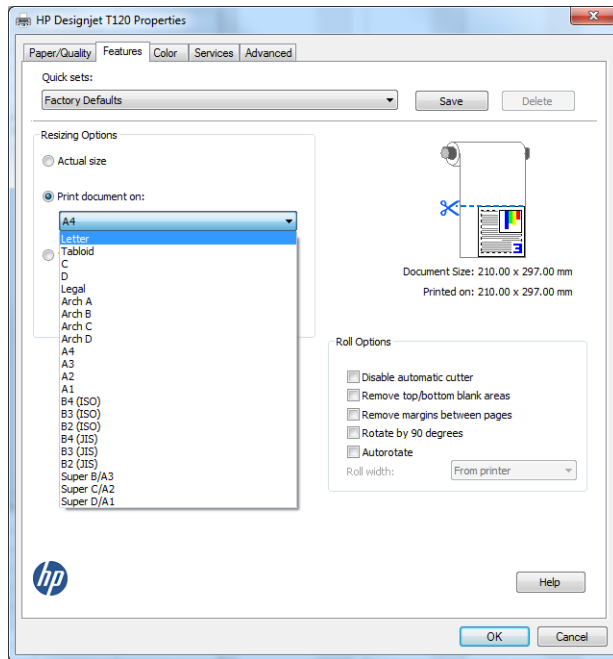 HP Designjet T120 Properties
Paper/Quality Features Color Services Advanced
Quick sets:
Factory Defaults
Save
Delete
Resizing Options
Actual size
Print document on:
A4
Letter
Tabloid
C
D
Legal
Arch A
Arch B
Arch C
Arch D
A4
A3
A2
A1
B4 (ISO)
B3 (ISO)
B2 (ISO)
B4 (JIS)
B3 (JIS)
B2 (JIS)
Super B/A3
Super C/A2
Super D/A1
3
Document Size: 210.00 x 297.00 mm
Printed on: 210.00 x 297.00 mm
Roll Options
Disable automatic cutter
Remove top/bottom blank areas
Remove margins between pages
Rotate by 90 degrees
Autorotate
Roll width: From printer
hp
Help
OK
Cancel